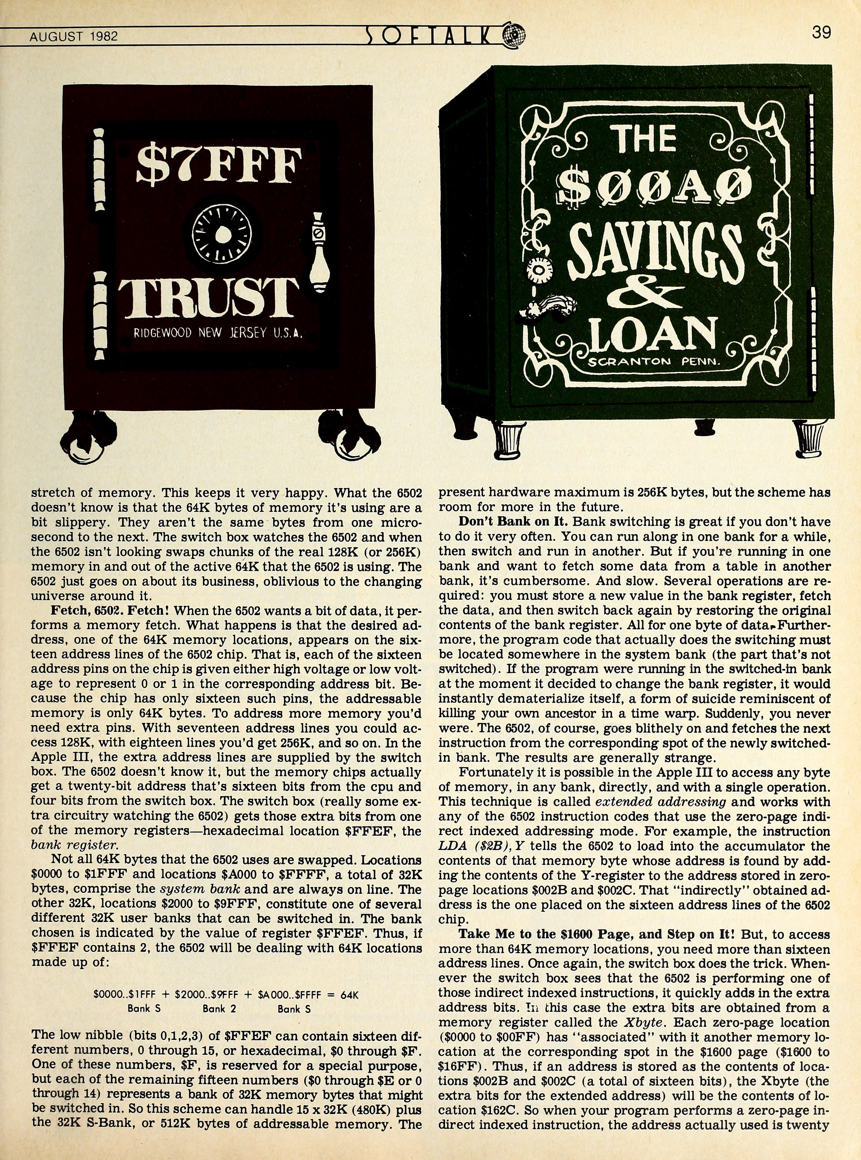 AUGUST 1982
SOFTALK
39
$7FFF
TRUST
RIDGEWOOD NEW JERSEY U.S.A.
THE
$ØØAØ
SAVINGS
&
LOAN
SCRANTON PENN.
stretch of memory. This keeps it very happy. What the 6502
doesn't know is that the 64K bytes of memory it's using are a
bit slippery. They aren't the same bytes from one micro-
second to the next. The switch box watches the 6502 and when
the 6502 isn't looking swaps chunks of the real 128K (or 256K)
memory in and out of the active 64K that the 6502 is using. The
6502 just goes on about its business, oblivious to the changing
universe around it.
Fetch, 6502. Fetch! When the 6502 wants a bit of data, it per-
forms a memory fetch. What happens is that the desired ad-
dress, one of the 64K memory locations, appears on the six-
teen address lines of the 6502 chip. That is, each of the sixteen
address pins on the chip is given either high voltage or low volt-
age to represent 0 or 1 in the corresponding address bit. Be-
cause the chip has only sixteen such pins, the addressable
memory is only 64K bytes. To address more memory you'd
need extra pins. With seventeen address lines you could ac-
cess 128K, with eighteen lines you'd get 256K, and so on. In the
Apple III, the extra address lines are supplied by the switch
box. The 6502 doesn't know it, but the memory chips actually
get a twenty-bit address that's sixteen bits from the cpu and
four bits from the switch box. The switch box (really some ex-
tra circuitry watching the 6502) gets those extra bits from one
of the memory registers—hexadecimal location $FFEF, the
bank register.
Not all 64K bytes that the 6502 uses are swapped. Locations
$0000 to $1FFF and locations $A000 to $FFFF, a total of 32K
bytes, comprise the system bank and are always on line. The
other 32K, locations $2000 to $9FFF, constitute one of several
different 32K user banks that can be switched in. The bank
chosen is indicated by the value of register $FFEF. Thus, if
$FFEF contains 2, the 6502 will be dealing with 64K locations
made up of:
$0000..$1FFF + $2000..$9FFF + $A000..$FFFF = 64K
Bank S Bank 2 Bank S
The low nibble (bits 0,1,2,3) of $FFEF can contain sixteen dif-
ferent numbers, 0 through 15, or hexadecimal, $0 through $F.
One of these numbers, $F, is reserved for a special purpose,
but each of the remaining fifteen numbers ($0 through $E or 0
through 14) represents a bank of 32K memory bytes that might
be switched in. So this scheme can handle 15 x 32K (480K) plus
the 32K S-Bank, or 512K bytes of addressable memory. The
present hardware maximum is 256K bytes, but the scheme has
room for more in the future.
Don't Bank on It. Bank switching is great if you don't have
to do it very often. You can run along in one bank for a while,
then switch and run in another. But if you're running in one
bank and want to fetch some data from a table in another
bank, it's cumbersome. And slow. Several operations are re-
quired: you must store a new value in the bank register, fetch
the data, and then switch back again by restoring the original
contents of the bank register. All for one byte of data. Further-
more, the program code that actually does the switching must
be located somewhere in the system bank (the part that's not
switched). If the program were running in the switched-in bank
at the moment it decided to change the bank register, it would
instantly dematerialize itself, a form of suicide reminiscent of
killing your own ancestor in a time warp. Suddenly, you never
were. The 6502, of course, goes blithely on and fetches the next
instruction from the corresponding spot of the newly switched-
in bank. The results are generally strange.
Fortunately it is possible in the Apple III to access any byte
of memory, in any bank, directly, and with a single operation.
This technique is called extended addressing and works with
any of the 6502 instruction codes that use the zero-page indi-
rect indexed addressing mode. For example, the instruction
LDA ($2B),Y tells the 6502 to load into the accumulator the
contents of that memory byte whose address is found by add-
ing the contents of the Y-register to the address stored in zero-
page locations $002B and $002C. That "indirectly" obtained ad-
dress is the one placed on the sixteen address lines of the 6502
chip.
Take Me to the $1600 Page, and Step on It! But, to access
more than 64K memory locations, you need more than sixteen
address lines. Once again, the switch box does the trick. When-
ever the switch box sees that the 6502 is performing one of
those indirect indexed instructions, it quickly adds in the extra
address bits. In this case the extra bits are obtained from a
memory register called the Xbyte. Each zero-page location
($0000 to $00FF) has "associated" with it another memory lo-
cation at the corresponding spot in the $1600 page ($1600 to
$16FF). Thus, if an address is stored as the contents of loca-
tions $002B and $002C (a total of sixteen bits), the Xbyte (the
extra bits for the extended address) will be the contents of lo-
cation $162C. So when your program performs a zero-page in-
direct indexed instruction, the address actually used is twenty